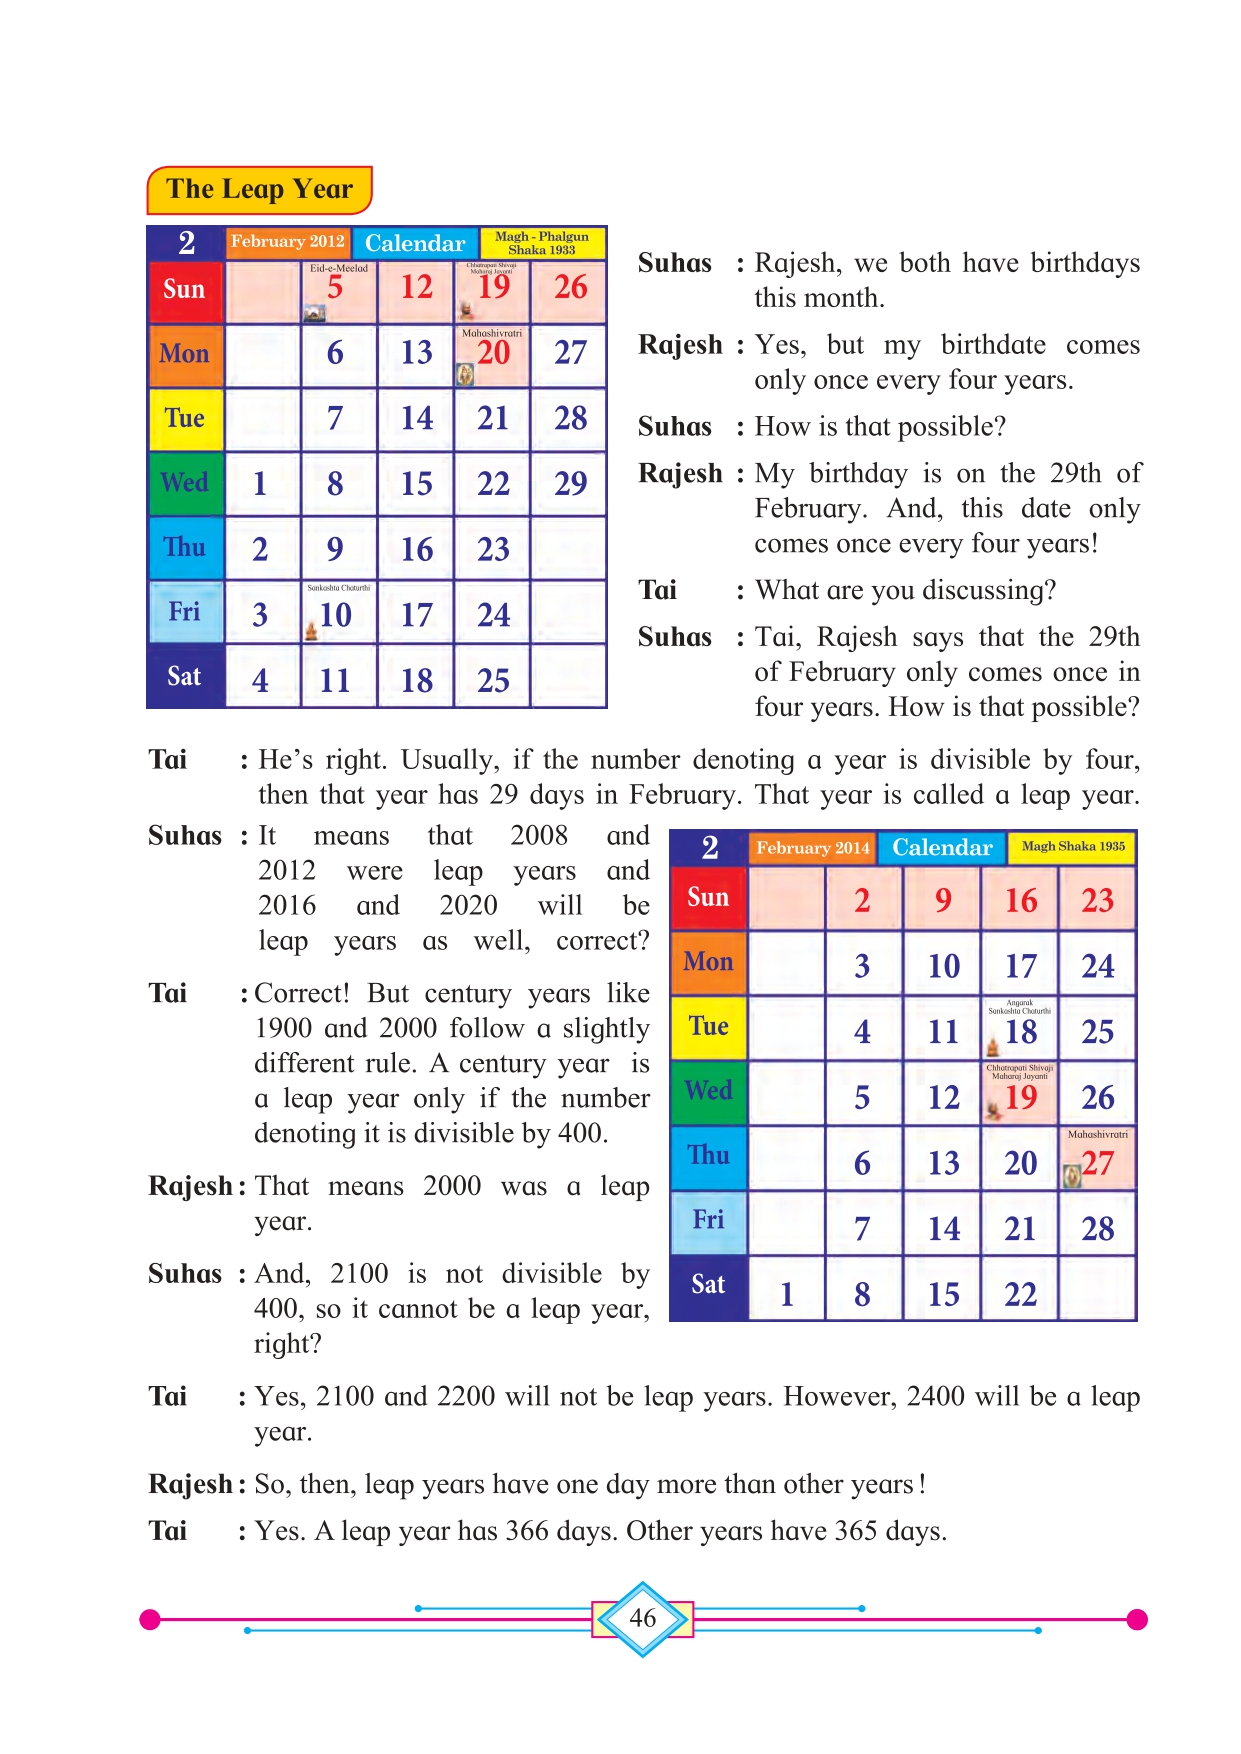 The Leap Year
2 February 2012 Calendar Magh - Phalgun
Shaka 1933
Eid-e-Meelad Chhatrapati Shivaji
Maharaj Jayanti
Sun 5 12 19 26
Mahashivratri
Mon 6 13 20 27
Tue 7 14 21 28
Wed 1 8 15 22 29
Thu 2 9 16 23
Sankashta Chaturthi
Fri 3 10 17 24
Sat 4 11 18 25
Suhas : Rajesh, we both have birthdays
this month.
Rajesh : Yes, but my birthdate comes
only once every four years.
Suhas : How is that possible?
Rajesh : My birthday is on the 29th of
February. And, this date only
comes once every four years!
Tai : What are you discussing?
Suhas : Tai, Rajesh says that the 29th
of February only comes once in
four years. How is that possible?
Tai : He’s right. Usually, if the number denoting a year is divisible by four,
then that year has 29 days in February. That year is called a leap year.
Suhas : It means that 2008 and
2012 were leap years and
2016 and 2020 will be
leap years as well, correct?
Tai : Correct! But century years like
1900 and 2000 follow a slightly
different rule. A century year is
a leap year only if the number
denoting it is divisible by 400.
Rajesh : That means 2000 was a leap
year.
Suhas : And, 2100 is not divisible by
400, so it cannot be a leap year,
right?
2 February 2014 Calendar Magh Shaka 1935
Sun 2 9 16 23
Mon 3 10 17 24
Angarak
Sankashta Chaturthi
Tue 4 11 18 25
Chhatrapati Shivaji
Maharaj Jayanti
Wed 5 12 19 26
Mahashivratri
Thu 6 13 20 27
Fri 7 14 21 28
Sat 1 8 15 22
Tai : Yes, 2100 and 2200 will not be leap years. However, 2400 will be a leap
year.
Rajesh : So, then, leap years have one day more than other years !
Tai : Yes. A leap year has 366 days. Other years have 365 days.
46